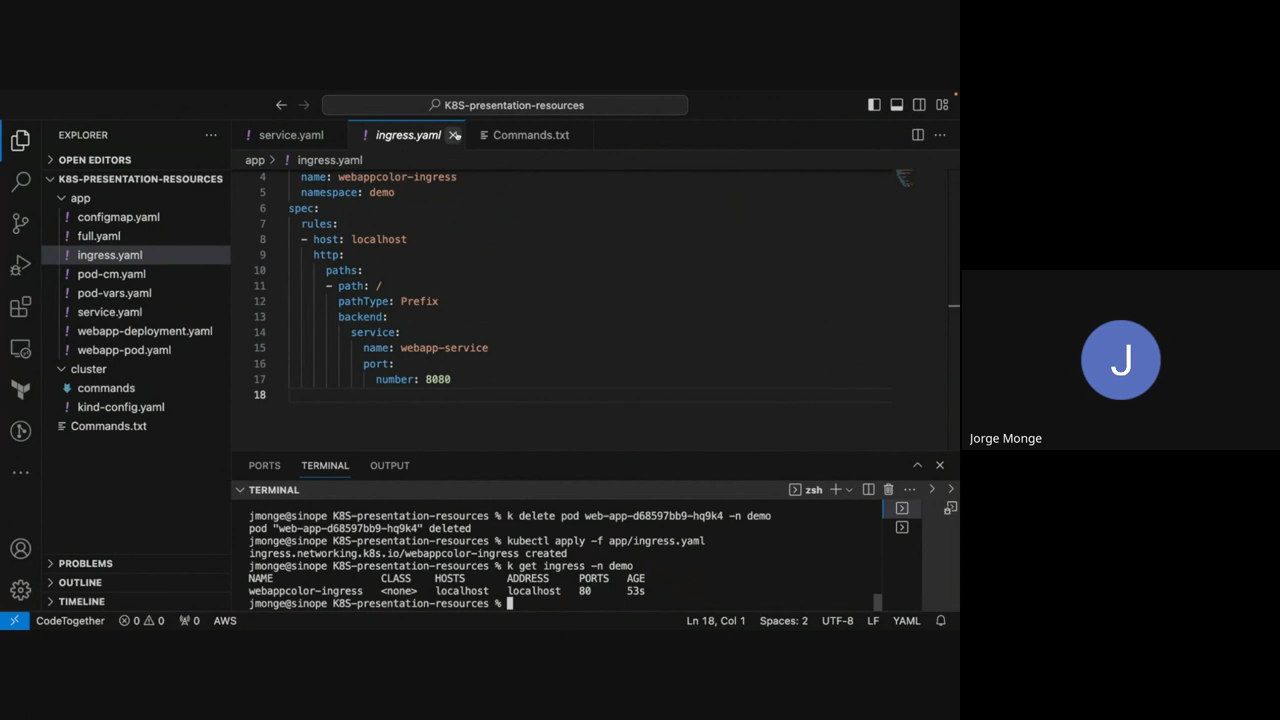 K8S-presentation-resources
EXPLORER
OPEN EDITORS
K8S-PRESENTATION-RESOURCES
app
configmap.yaml
full.yaml
ingress.yaml
pod-cm.yaml
pod-vars.yaml
service.yaml
webapp-deployment.yaml
webapp-pod.yaml
cluster
commands
kind-config.yaml
Commands.txt
PROBLEMS
OUTLINE
TIMELINE
service.yaml
ingress.yaml
Commands.txt
app > ! ingress.yaml
4 name: webappcolor-ingress
5 namespace: demo
6 spec:
7 rules:
8 - host: localhost
9 http:
10 paths:
11 - path: /
12 pathType: Prefix
13 backend:
14 service:
15 name: webapp-service
16 port:
17 number: 8080
18
PORTS TERMINAL OUTPUT
TERMINAL
zsh
jmonge@sinope K8S-presentation-resources % k delete pod web-app-d68597bb9-hq9k4 -n demo
pod "web-app-d68597bb9-hq9k4" deleted
jmonge@sinope K8S-presentation-resources % kubectl apply -f app/ingress.yaml
ingress.networking.k8s.io/webappcolor-ingress created
jmonge@sinope K8S-presentation-resources % k get ingress -n demo
NAME CLASS HOSTS ADDRESS PORTS AGE
webappcolor-ingress <none> localhost localhost 80 53s
jmonge@sinope K8S-presentation-resources %
CodeTogether 0 0 0 AWS Ln 18, Col 1 Spaces: 2 UTF-8 LF YAML
J
Jorge Monge